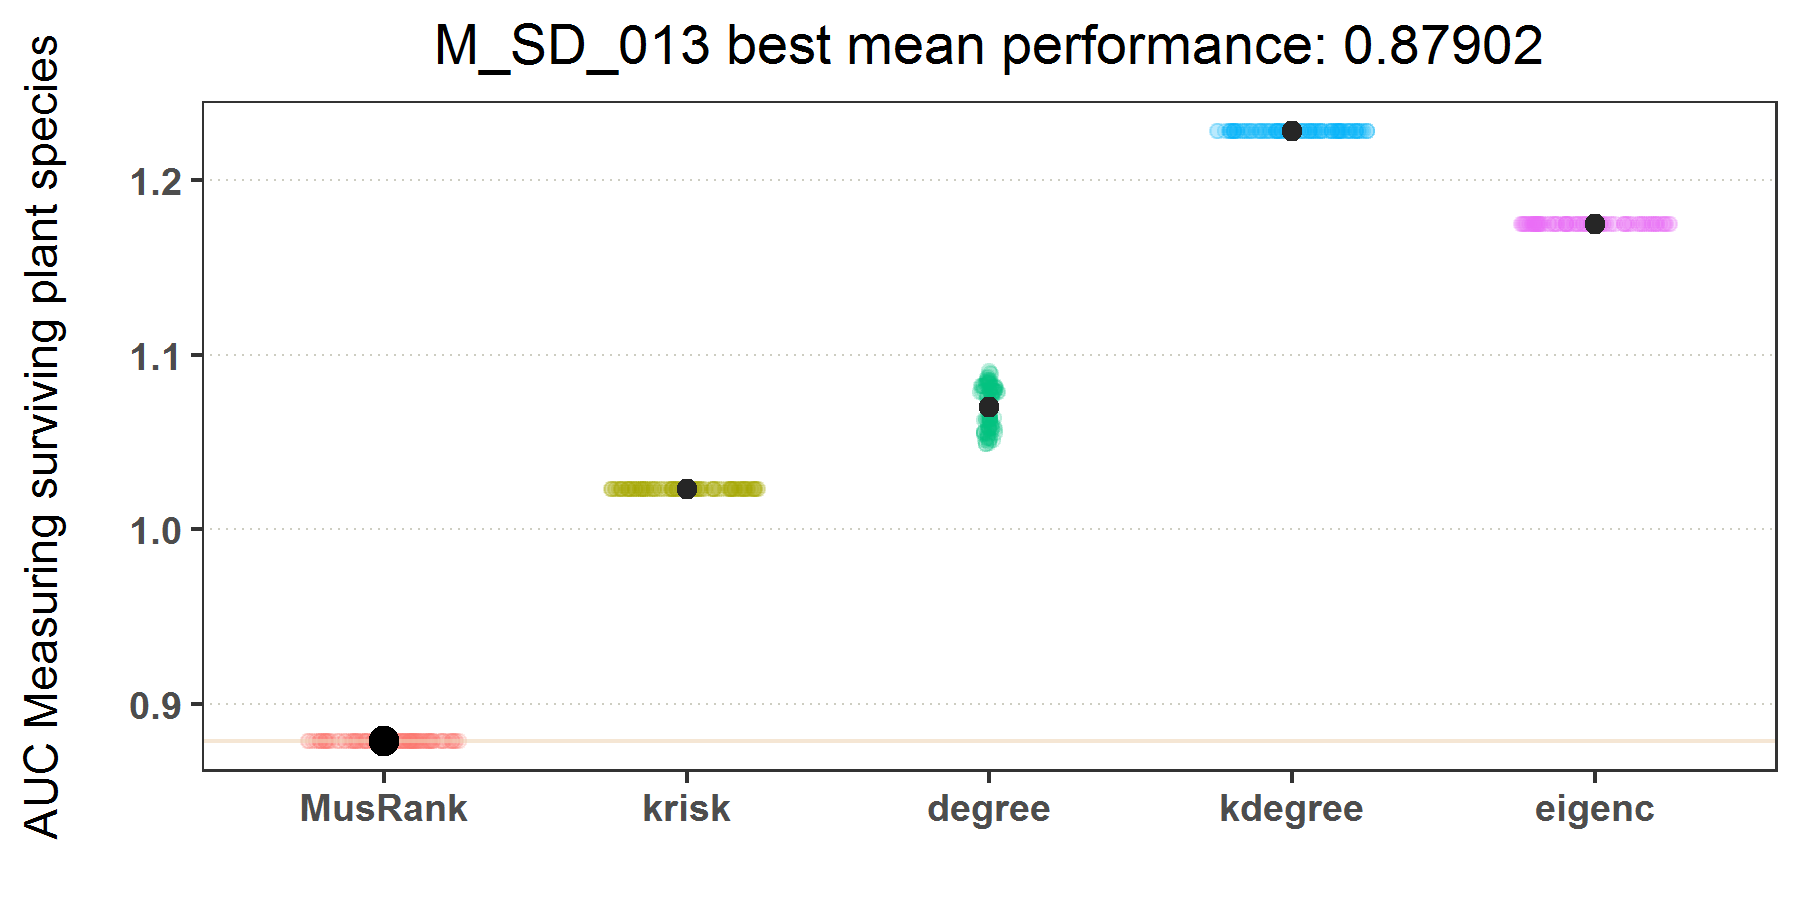 M_SD_013 best mean performance: 0.87902
AUC Measuring surviving plant species
1.2
1.1
1.0
0.9
MusRank krisk degree kdegree eigenc